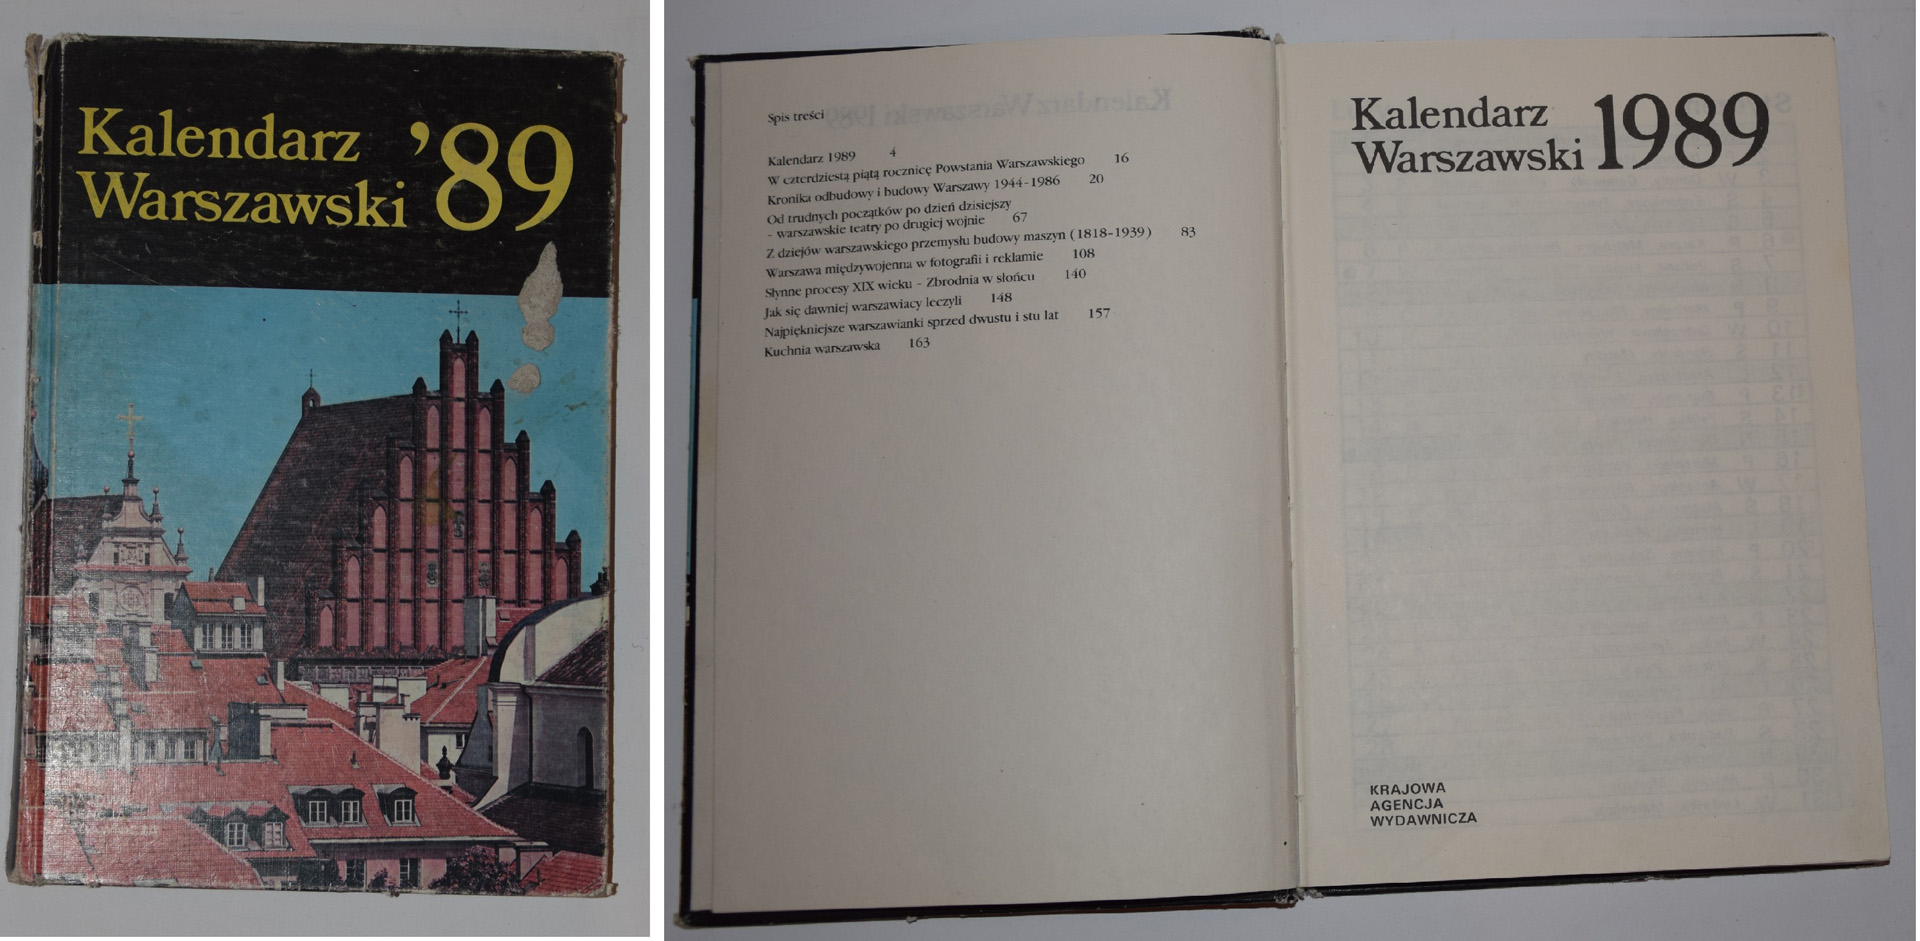 Kalendarz
Warszawski '89
Spis treści
Kalendarz 1989 4
W czterdziestą piątą rocznicę Powstania Warszawskiego 16
Kronika odbudowy i budowy Warszawy 1944-1986 20
Od trudnych początków po dzień dzisiejszy
- warszawskie teatry po drugiej wojnie 67
Z dziejów warszawskiego przemysłu budowy maszyn (1818-1939) 83
Warszawa międzywojenna w fotografii i reklamie 108
Słynne procesy XIX wieku - Zbrodnia w słońcu 140
Jak się dawniej warszawiacy leczyli 148
Najpiękniejsze warszawianki sprzed dwustu i stu lat 157
Kuchnia warszawska 163
Kalendarz
Warszawski 1989
KRAJOWA
AGENCJA
WYDAWNICZA